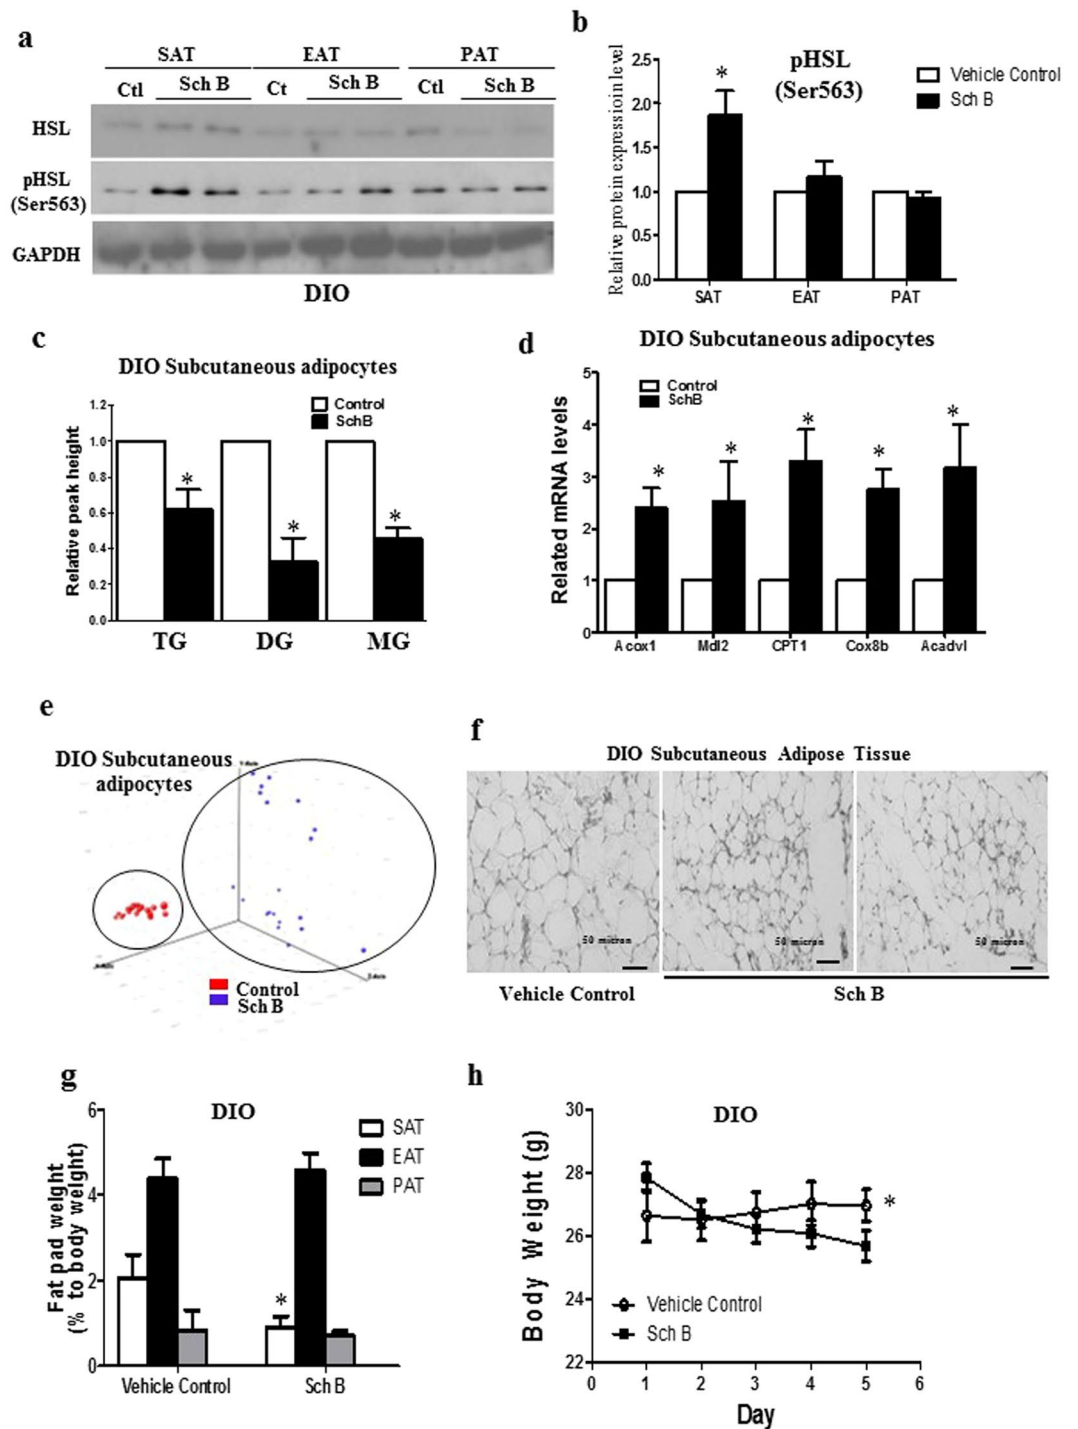 a
SAT EAT PAT
Ctl Sch B Ct Sch B Ctl Sch B
HSL
pHSL
(Ser563)
GAPDH
DIO
b
pHSL
(Ser563)
Vehicle Control
Sch B
Relative protein expressioin level
2.5
2.0
1.5
1.0
0.5
0.0
*
SAT EAT PAT
c
DIO Subcutaneous adipocytes
Control
SchB
Relative peak height
1.2
1.0
0.8
0.6
0.4
0.2
0.0
* * *
TG DG MG
d
DIO Subcutaneous adipocytes
Control
SchB
Related mRNA levels
5
4
3
2
1
0
* * * * *
Acox1 Mdl2 CPT1 Cox8b Acadvl
e
DIO Subcutaneous
adipocytes
Control
Sch B
f
DIO Subcutaneous Adipose Tissue
50 micron 50 micron 50 micron
Vehicle Control Sch B
g
DIO
SAT
EAT
PAT
Fat pad weight
(% to body weight)
6
4
2
0
*
Vehicle Control Sch B
h
DIO
Body Weight (g)
30
28
26
24
22
*
Vehicle Control
Sch B
0 1 2 3 4 5 6
Day